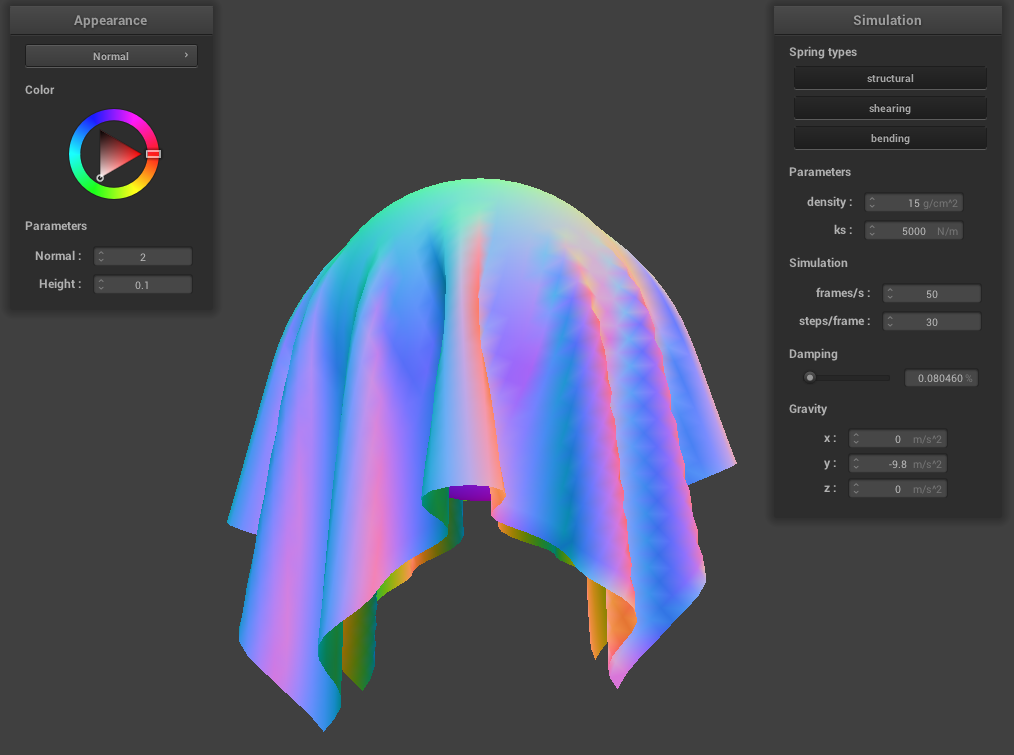 Appearance
Normal
Color
Parameters
Normal : 2
Height : 0.1
Simulation
Spring types
structural
shearing
bending
Parameters
density : 15 g/cm^2
ks : 5000 N/m
Simulation
frames/s : 50
steps/frame : 30
Damping
0.080460 %
Gravity
x : 0 m/s^2
y : -9.8 m/s^2
z : 0 m/s^2